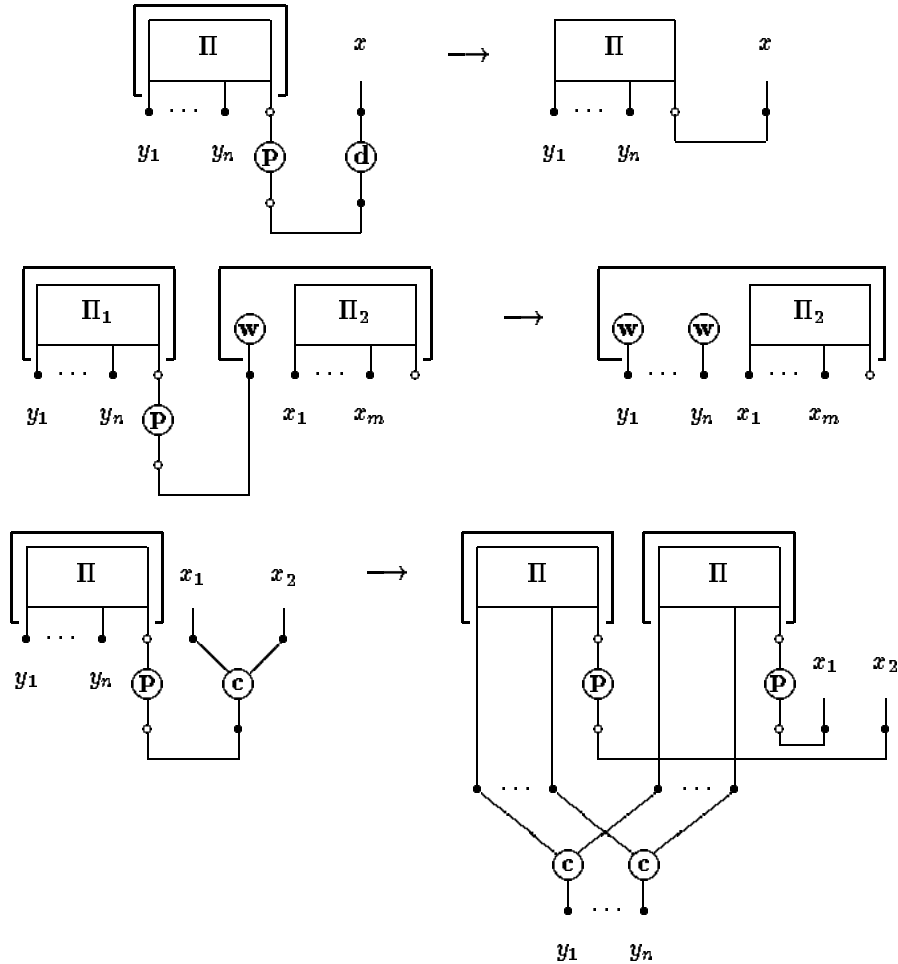 Π x ⟶ Π x
y₁ ··· yₙ y₁ ··· yₙ
p d
Π₁ w Π₂ ⟶ w w Π₂
··· ··· ··· ···
y₁ yₙ x₁ xₘ y₁ yₙ x₁ xₘ
p
Π x₁ x₂ ⟶ Π Π
···
y₁ yₙ p c p p x₁ x₂
··· ···
c c
···
y₁ yₙ